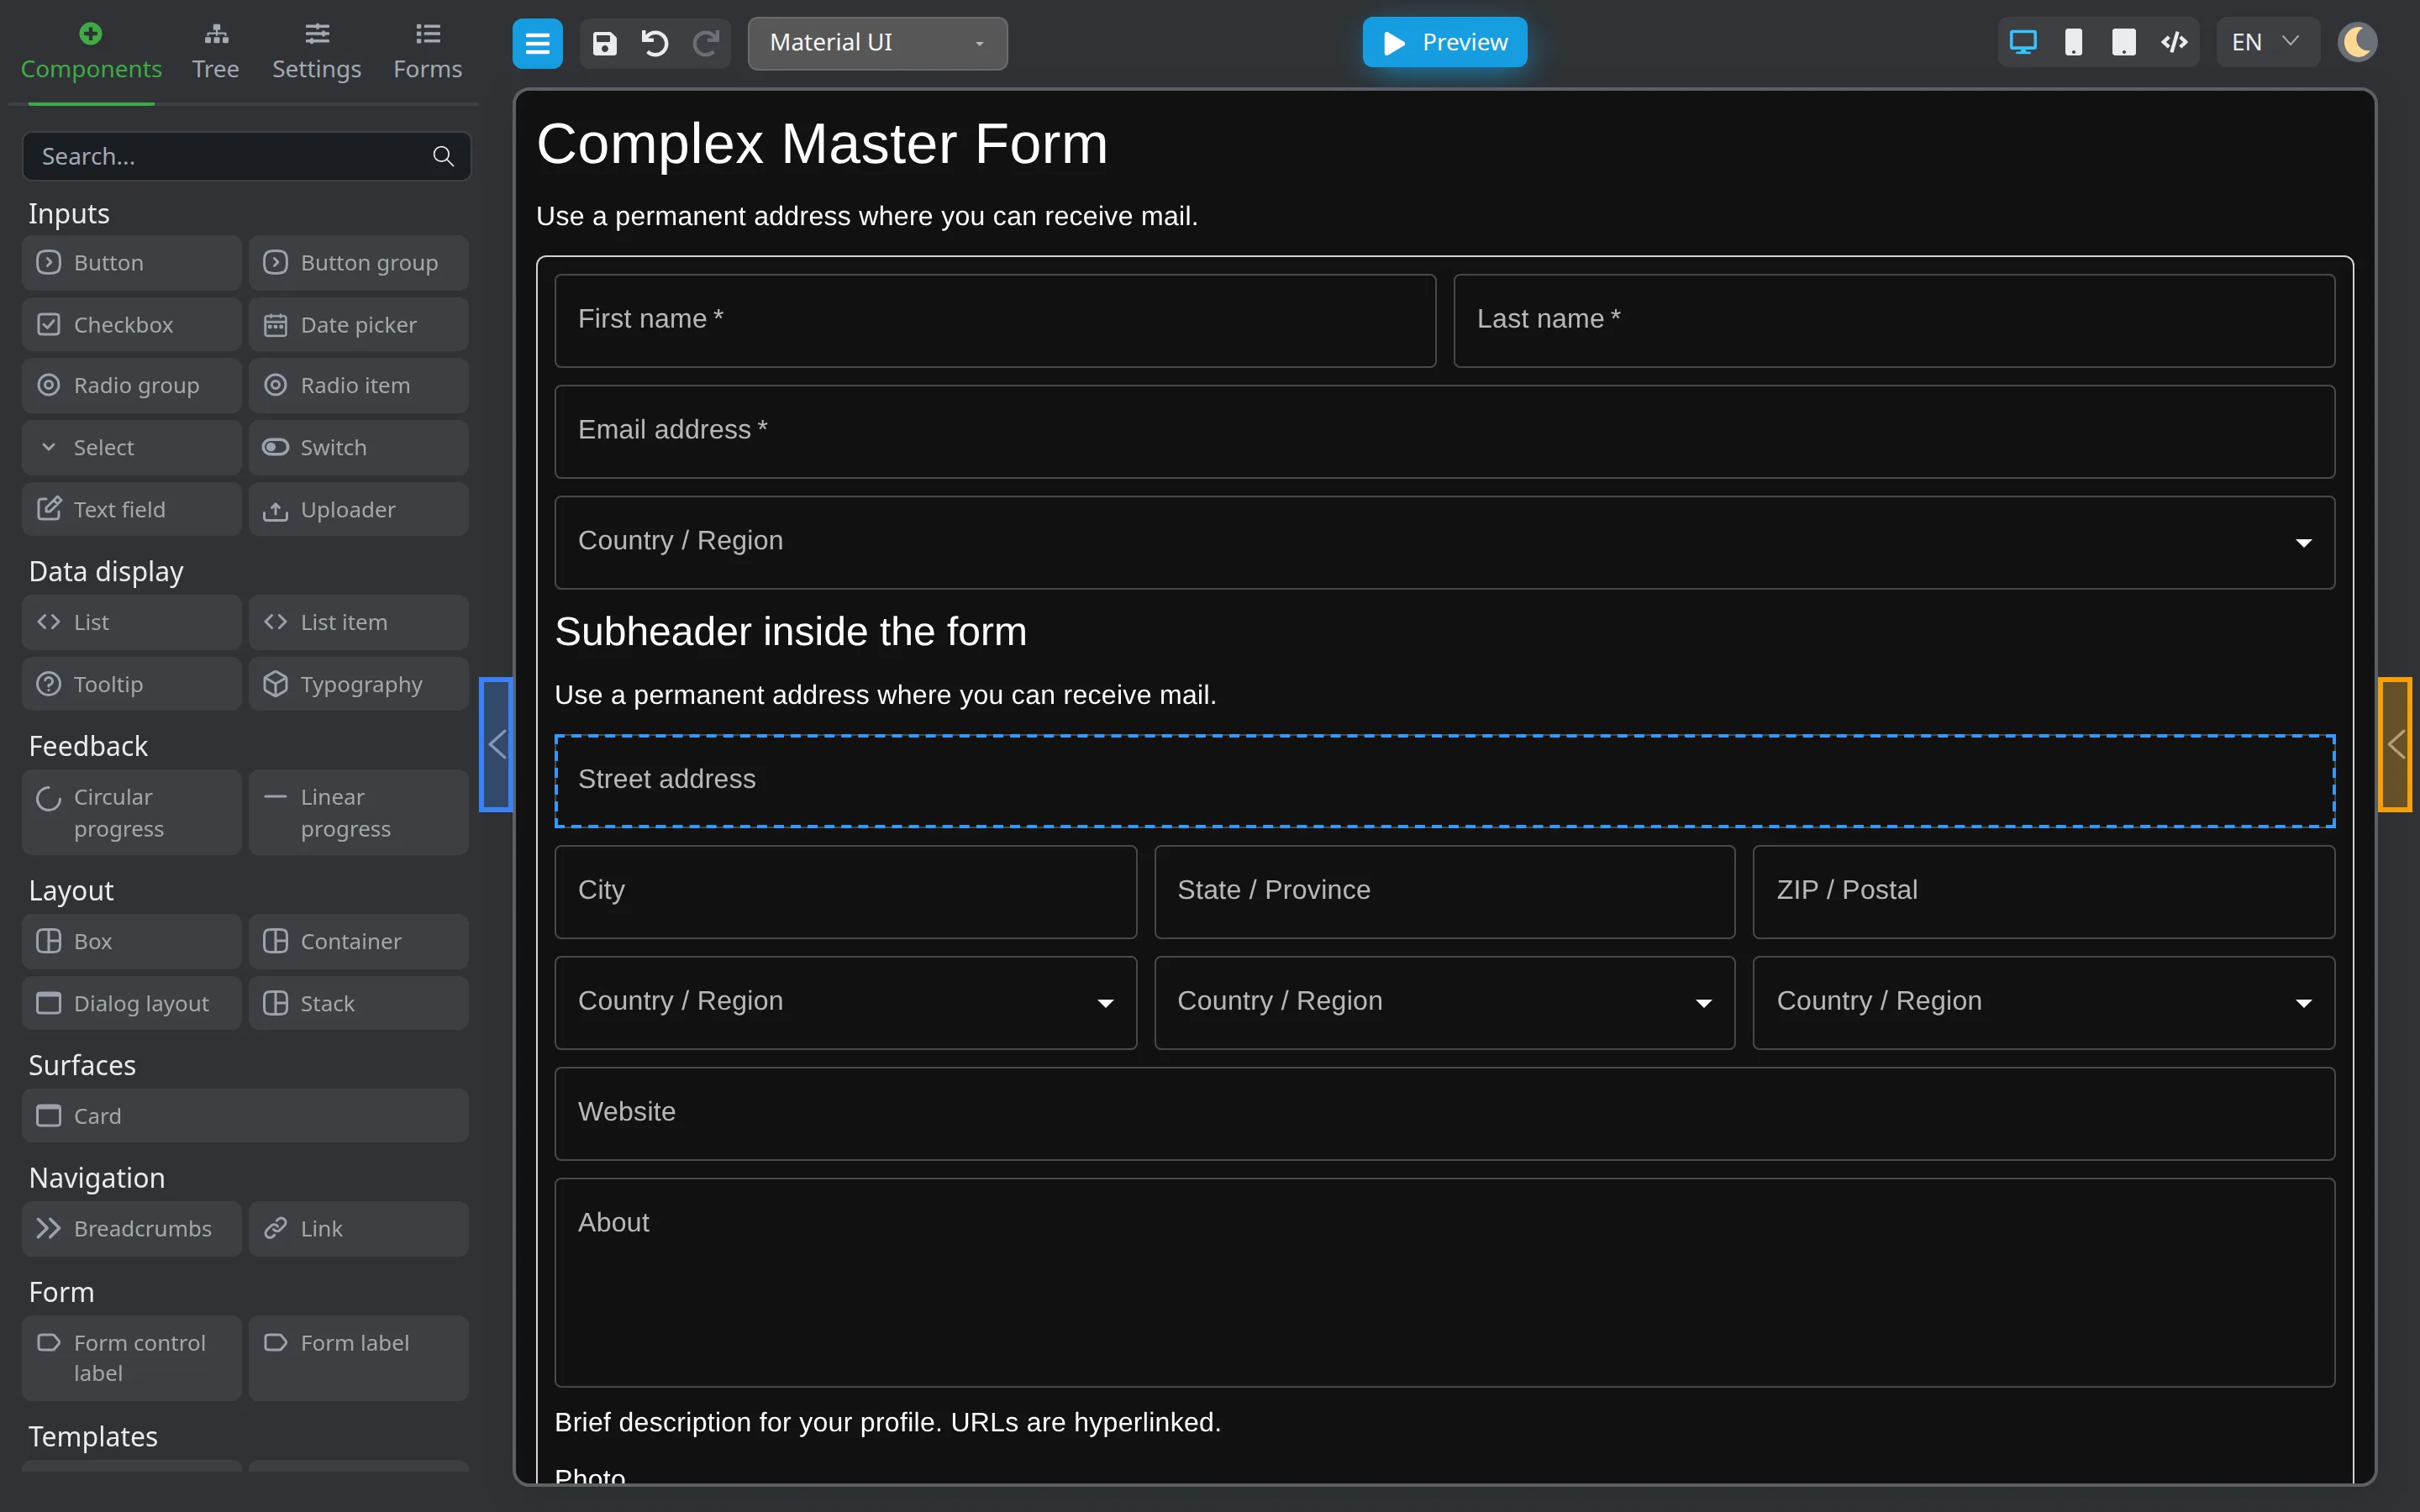 Components Tree Settings Forms
Material UI
Preview
EN
Search...
Inputs
Button Button group
Checkbox Date picker
Radio group Radio item
Select Switch
Text field Uploader
Data display
List List item
Tooltip Typography
Feedback
Circular progress
Linear progress
Layout
Box Container
Dialog layout Stack
Surfaces
Card
Navigation
Breadcrumbs Link
Form
Form control label
Form label
Templates
Complex Master Form
Use a permanent address where you can receive mail.
First name * Last name *
Email address *
Country / Region
Subheader inside the form
Use a permanent address where you can receive mail.
Street address
City State / Province ZIP / Postal
Country / Region Country / Region Country / Region
Website
About
Brief description for your profile. URLs are hyperlinked.
Photo